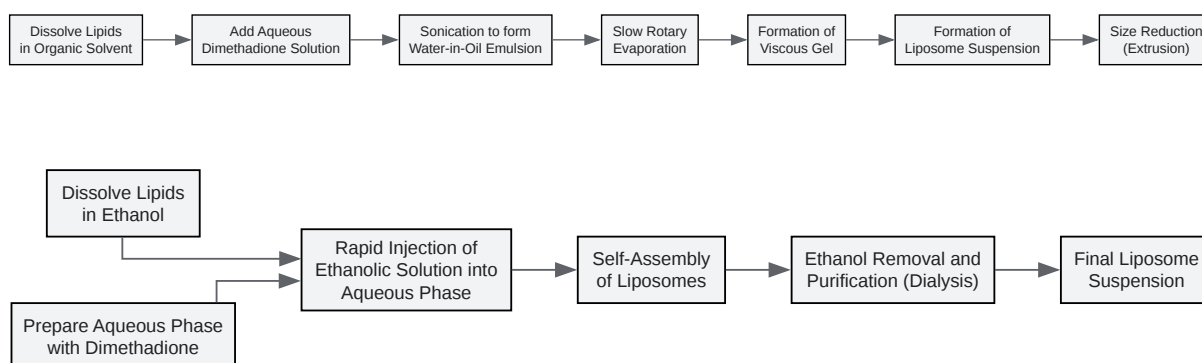 Dissolve Lipids
in Organic Solvent
Add Aqueous
Dimethadione Solution
Sonication to form
Water-in-Oil Emulsion
Slow Rotary
Evaporation
Formation of
Viscous Gel
Formation of
Liposome Suspension
Size Reduction
(Extrusion)
Dissolve Lipids
in Ethanol
Prepare Aqueous Phase
with Dimethadione
Rapid Injection of
Ethanolic Solution into
Aqueous Phase
Self-Assembly
of Liposomes
Ethanol Removal and
Purification (Dialysis)
Final Liposome
Suspension